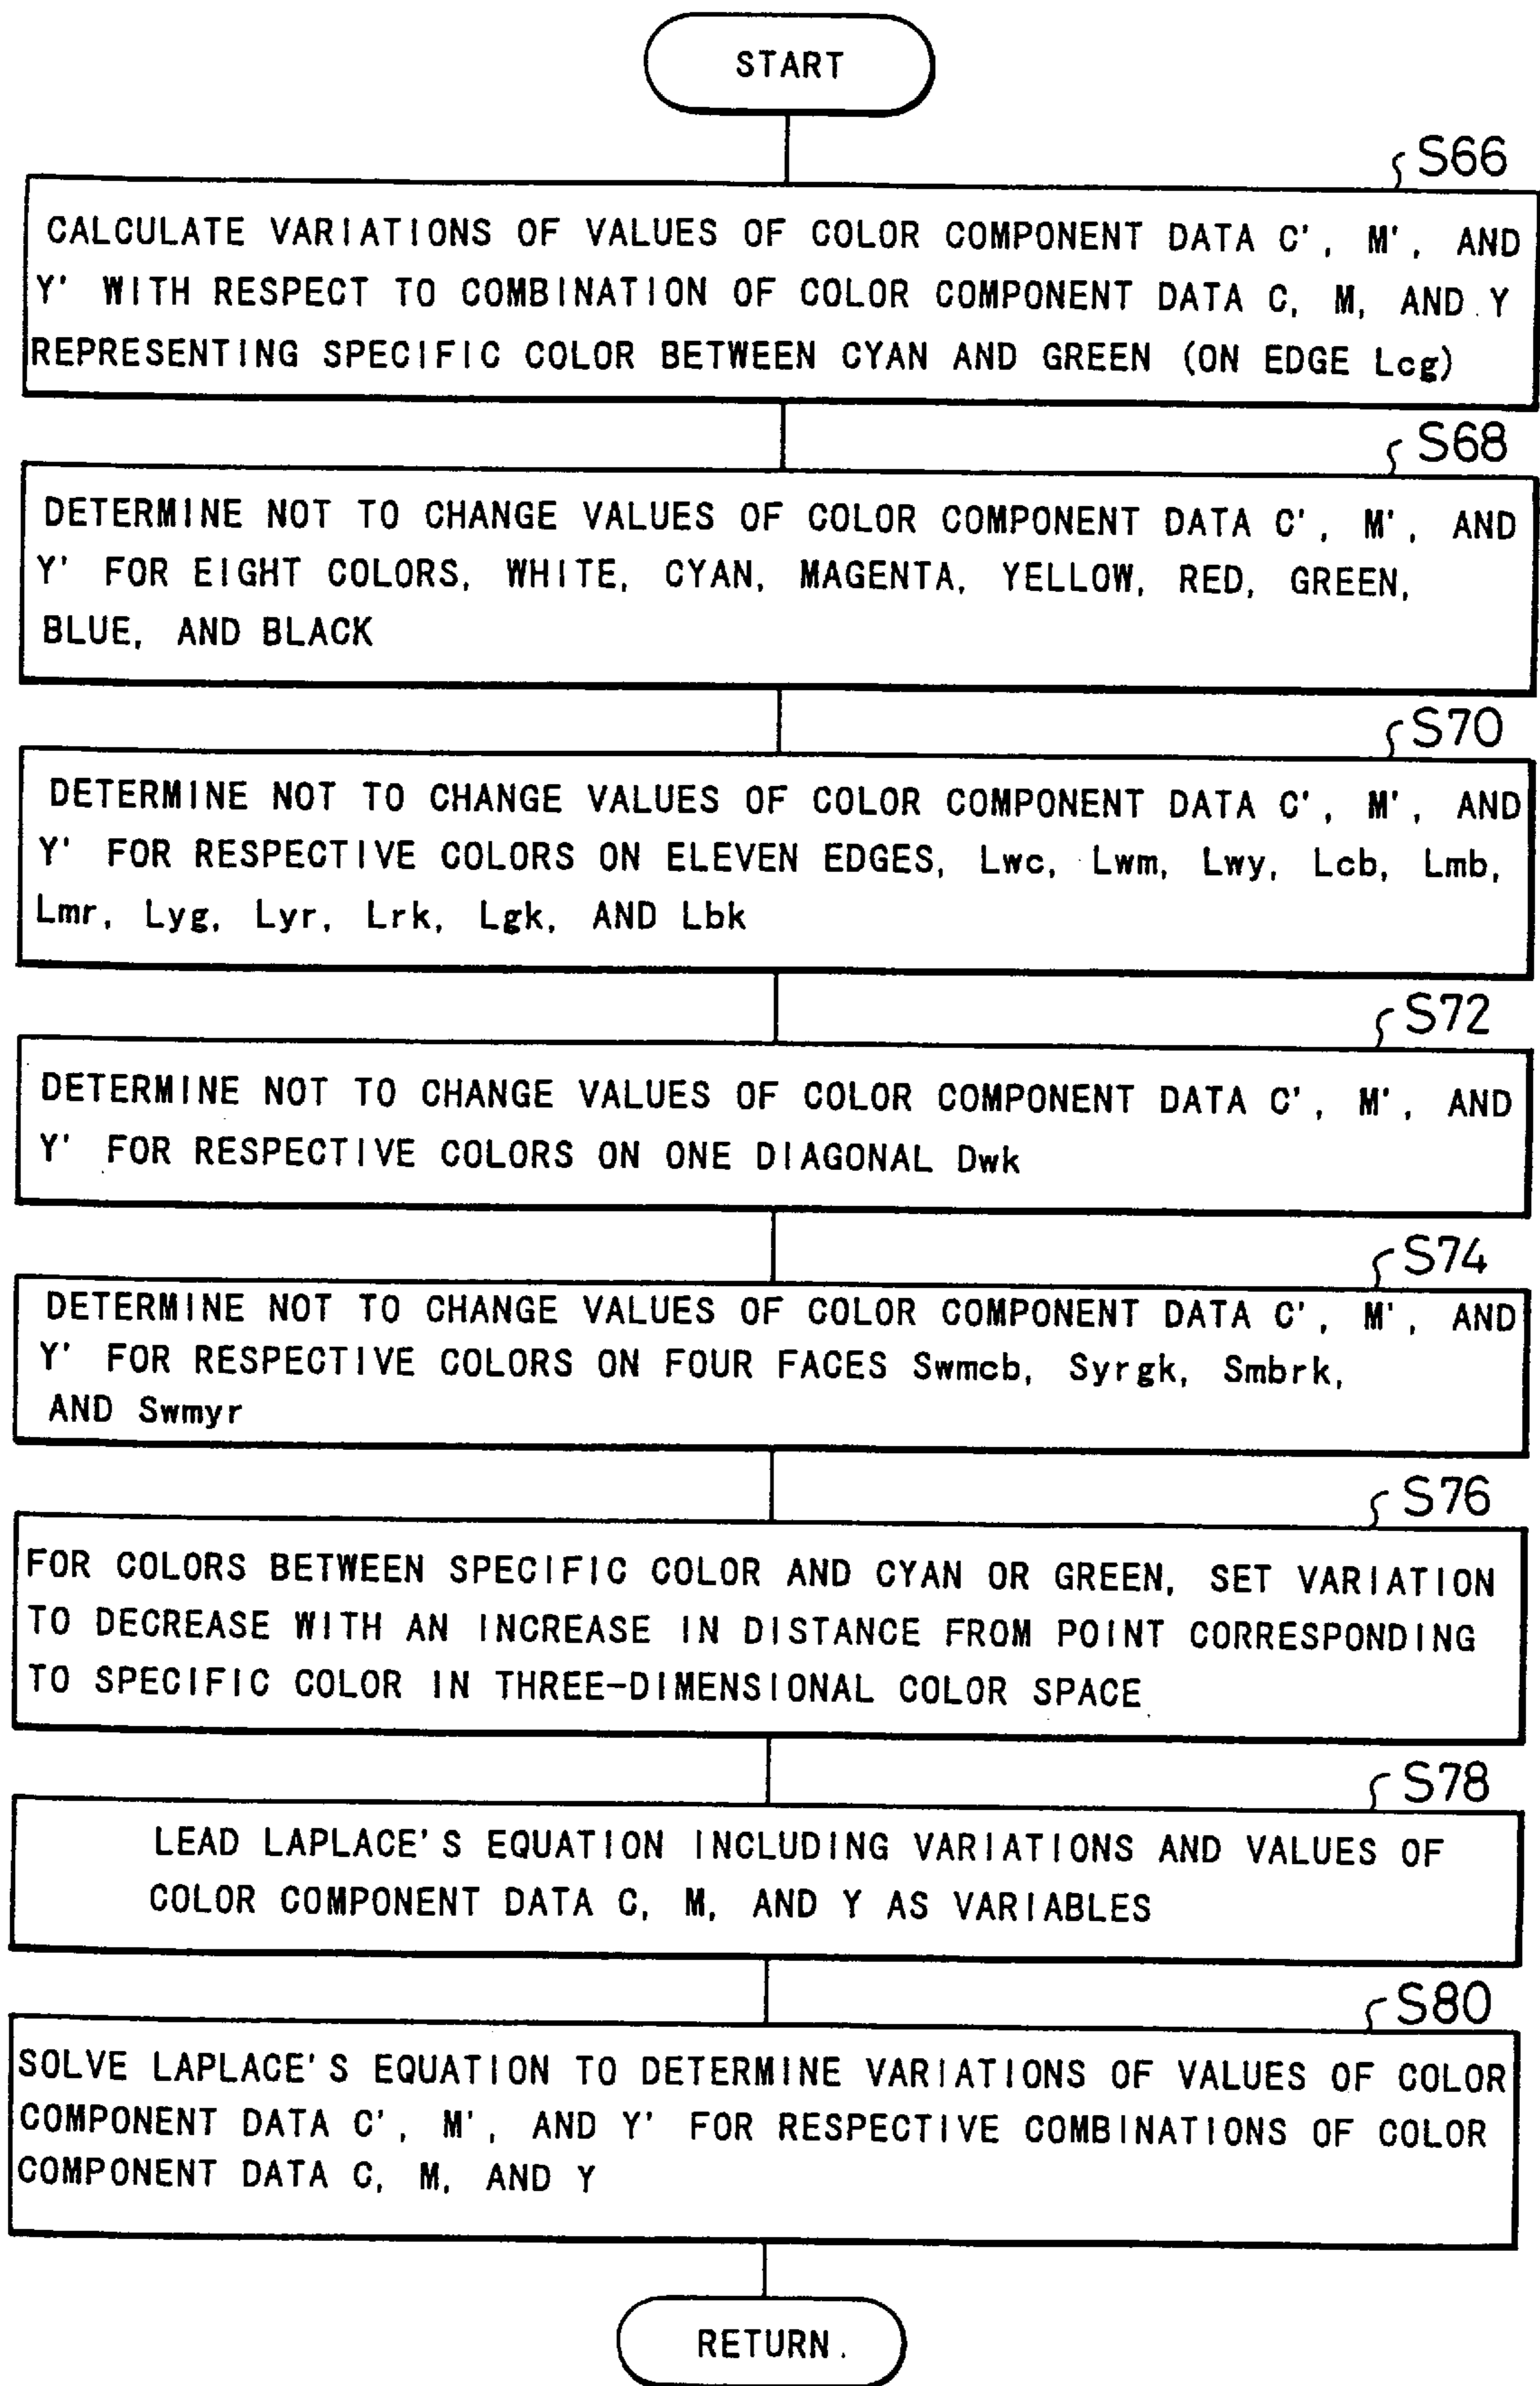 START
S66
CALCULATE VARIATIONS OF VALUES OF COLOR COMPONENT DATA C', M', AND
Y' WITH RESPECT TO COMBINATION OF COLOR COMPONENT DATA C, M, AND Y
REPRESENTING SPECIFIC COLOR BETWEEN CYAN AND GREEN (ON EDGE Lcg)
S68
DETERMINE NOT TO CHANGE VALUES OF COLOR COMPONENT DATA C', M', AND
Y' FOR EIGHT COLORS, WHITE, CYAN, MAGENTA, YELLOW, RED, GREEN,
BLUE, AND BLACK
S70
DETERMINE NOT TO CHANGE VALUES OF COLOR COMPONENT DATA C', M', AND
Y' FOR RESPECTIVE COLORS ON ELEVEN EDGES, Lwc, Lwm, Lwy, Lcb, Lmb,
Lmr, Lyg, Lyr, Lrk, Lgk, AND Lbk
S72
DETERMINE NOT TO CHANGE VALUES OF COLOR COMPONENT DATA C', M', AND
Y' FOR RESPECTIVE COLORS ON ONE DIAGONAL Dwk
S74
DETERMINE NOT TO CHANGE VALUES OF COLOR COMPONENT DATA C', M', AND
Y' FOR RESPECTIVE COLORS ON FOUR FACES Swmcb, Syrgk, Smbrk,
AND Swmyr
S76
FOR COLORS BETWEEN SPECIFIC COLOR AND CYAN OR GREEN, SET VARIATION
TO DECREASE WITH AN INCREASE IN DISTANCE FROM POINT CORRESPONDING
TO SPECIFIC COLOR IN THREE-DIMENSIONAL COLOR SPACE
S78
LEAD LAPLACE'S EQUATION INCLUDING VARIATIONS AND VALUES OF
COLOR COMPONENT DATA C, M, AND Y AS VARIABLES
S80
SOLVE LAPLACE'S EQUATION TO DETERMINE VARIATIONS OF VALUES OF COLOR
COMPONENT DATA C', M', AND Y' FOR RESPECTIVE COMBINATIONS OF COLOR
COMPONENT DATA C, M, AND Y
RETURN.